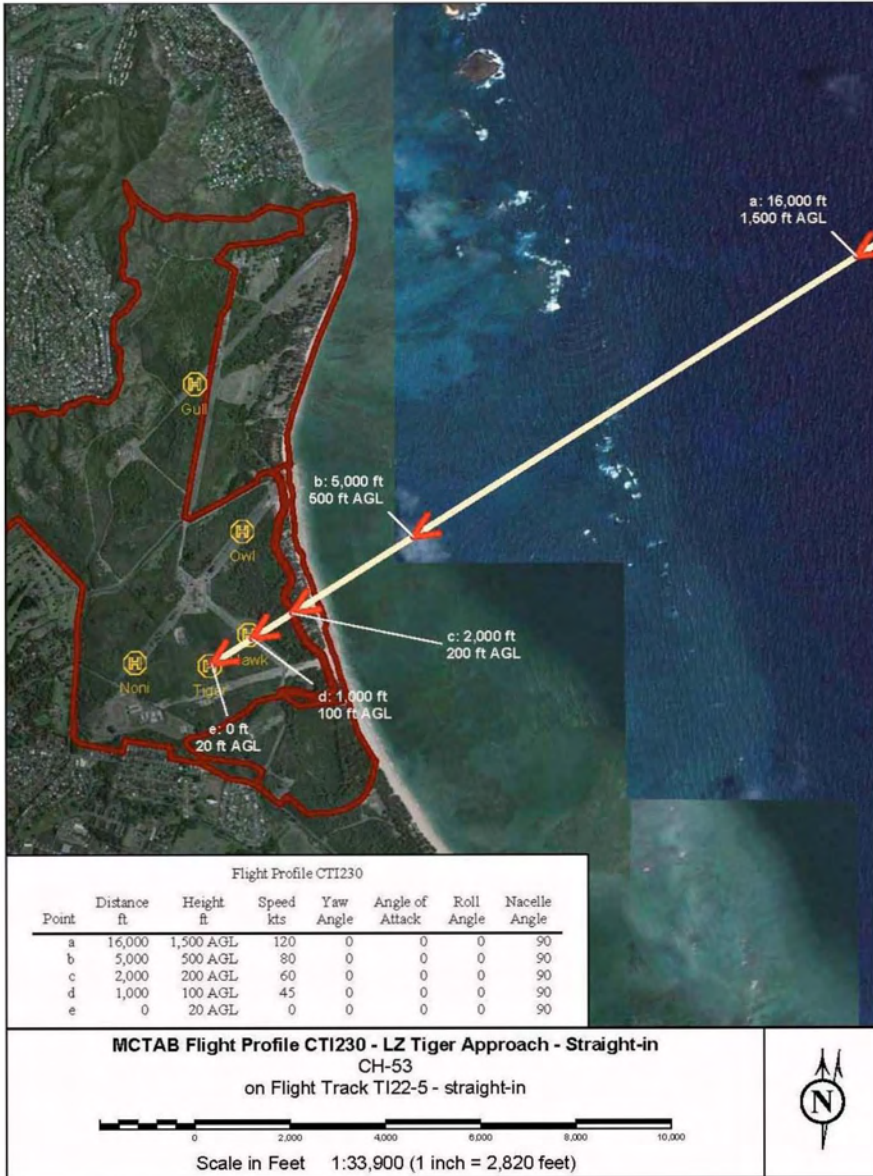 a: 16,000 ft
1,500 ft AGL
Gull
b: 5,000 ft
500 ft AGL
Owl
c: 2,000 ft
200 ft AGL
Hawk
Noni
Tiger
d: 1,000 ft
100 ft AGL
e: 0 ft
20 ft AGL
Flight Profile CTI230
Point Distance ft Height ft Speed kts Yaw Angle Angle of Attack Roll Angle Nacelle Angle
a 16,000 1,500 AGL 120 0 0 0 90
b 5,000 500 AGL 80 0 0 0 90
c 2,000 200 AGL 60 0 0 0 90
d 1,000 100 AGL 45 0 0 0 90
e 0 20 AGL 0 0 0 0 90
MCTAB Flight Profile CTI230 - LZ Tiger Approach - Straight-in
CH-53
on Flight Track TI22-5 - straight-in
0 2,000 4,000 6,000 8,000 10,000
Scale in Feet 1:33,900 (1 inch = 2,820 feet)
N